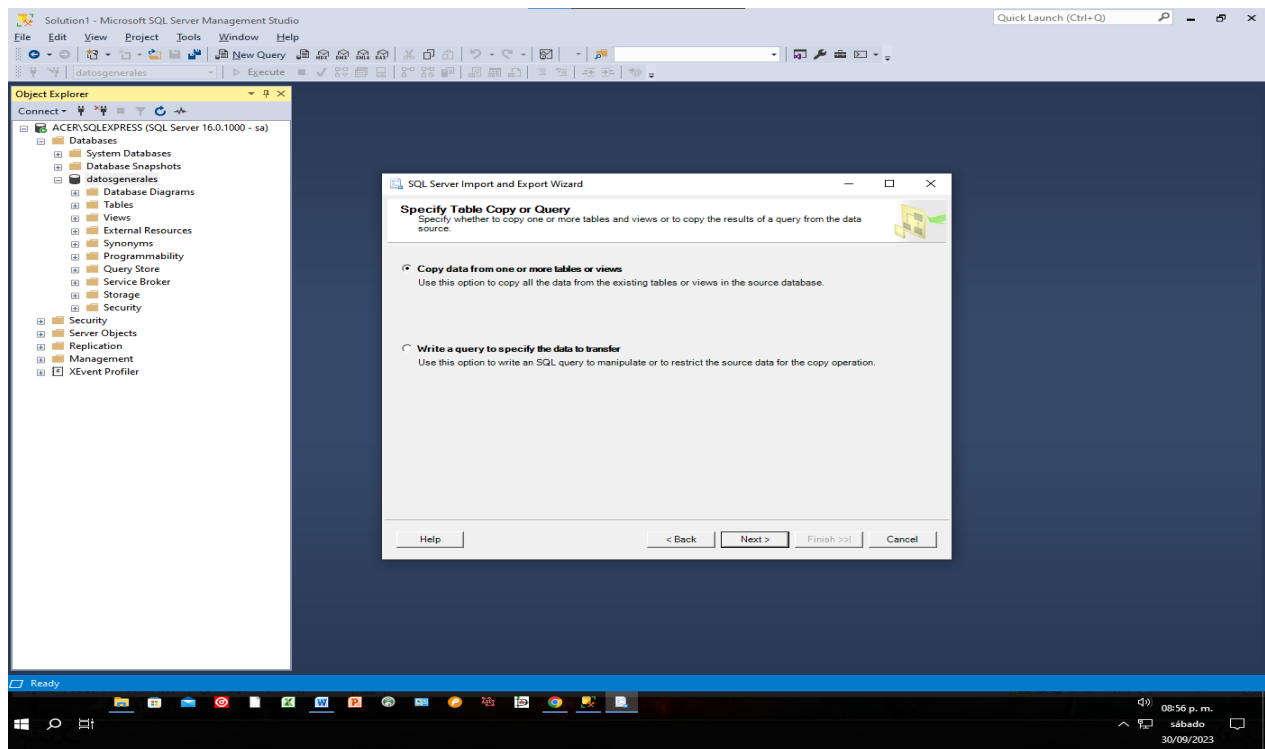 Solution1 - Microsoft SQL Server Management Studio
Quick Launch (Ctrl+Q)
File Edit View Project Tools Window Help
New Query
datosgenerales
Execute
Object Explorer
Connect
ACER\SQLEXPRESS (SQL Server 16.0.1000 - sa)
Databases
System Databases
Database Snapshots
datosgenerales
Database Diagrams
Tables
Views
External Resources
Synonyms
Programmability
Query Store
Service Broker
Storage
Security
Security
Server Objects
Replication
Management
XEvent Profiler
SQL Server Import and Export Wizard
Specify Table Copy or Query
Specify whether to copy one or more tables and views or to copy the results of a query from the data
source.
Copy data from one or more tables or views
Use this option to copy all the data from the existing tables or views in the source database.
Write a query to specify the data to transfer
Use this option to write an SQL query to manipulate or to restrict the source data for the copy operation.
Help
< Back
Next >
Finish >>|
Cancel
Ready
08:56 p. m.
sábado
30/09/2023